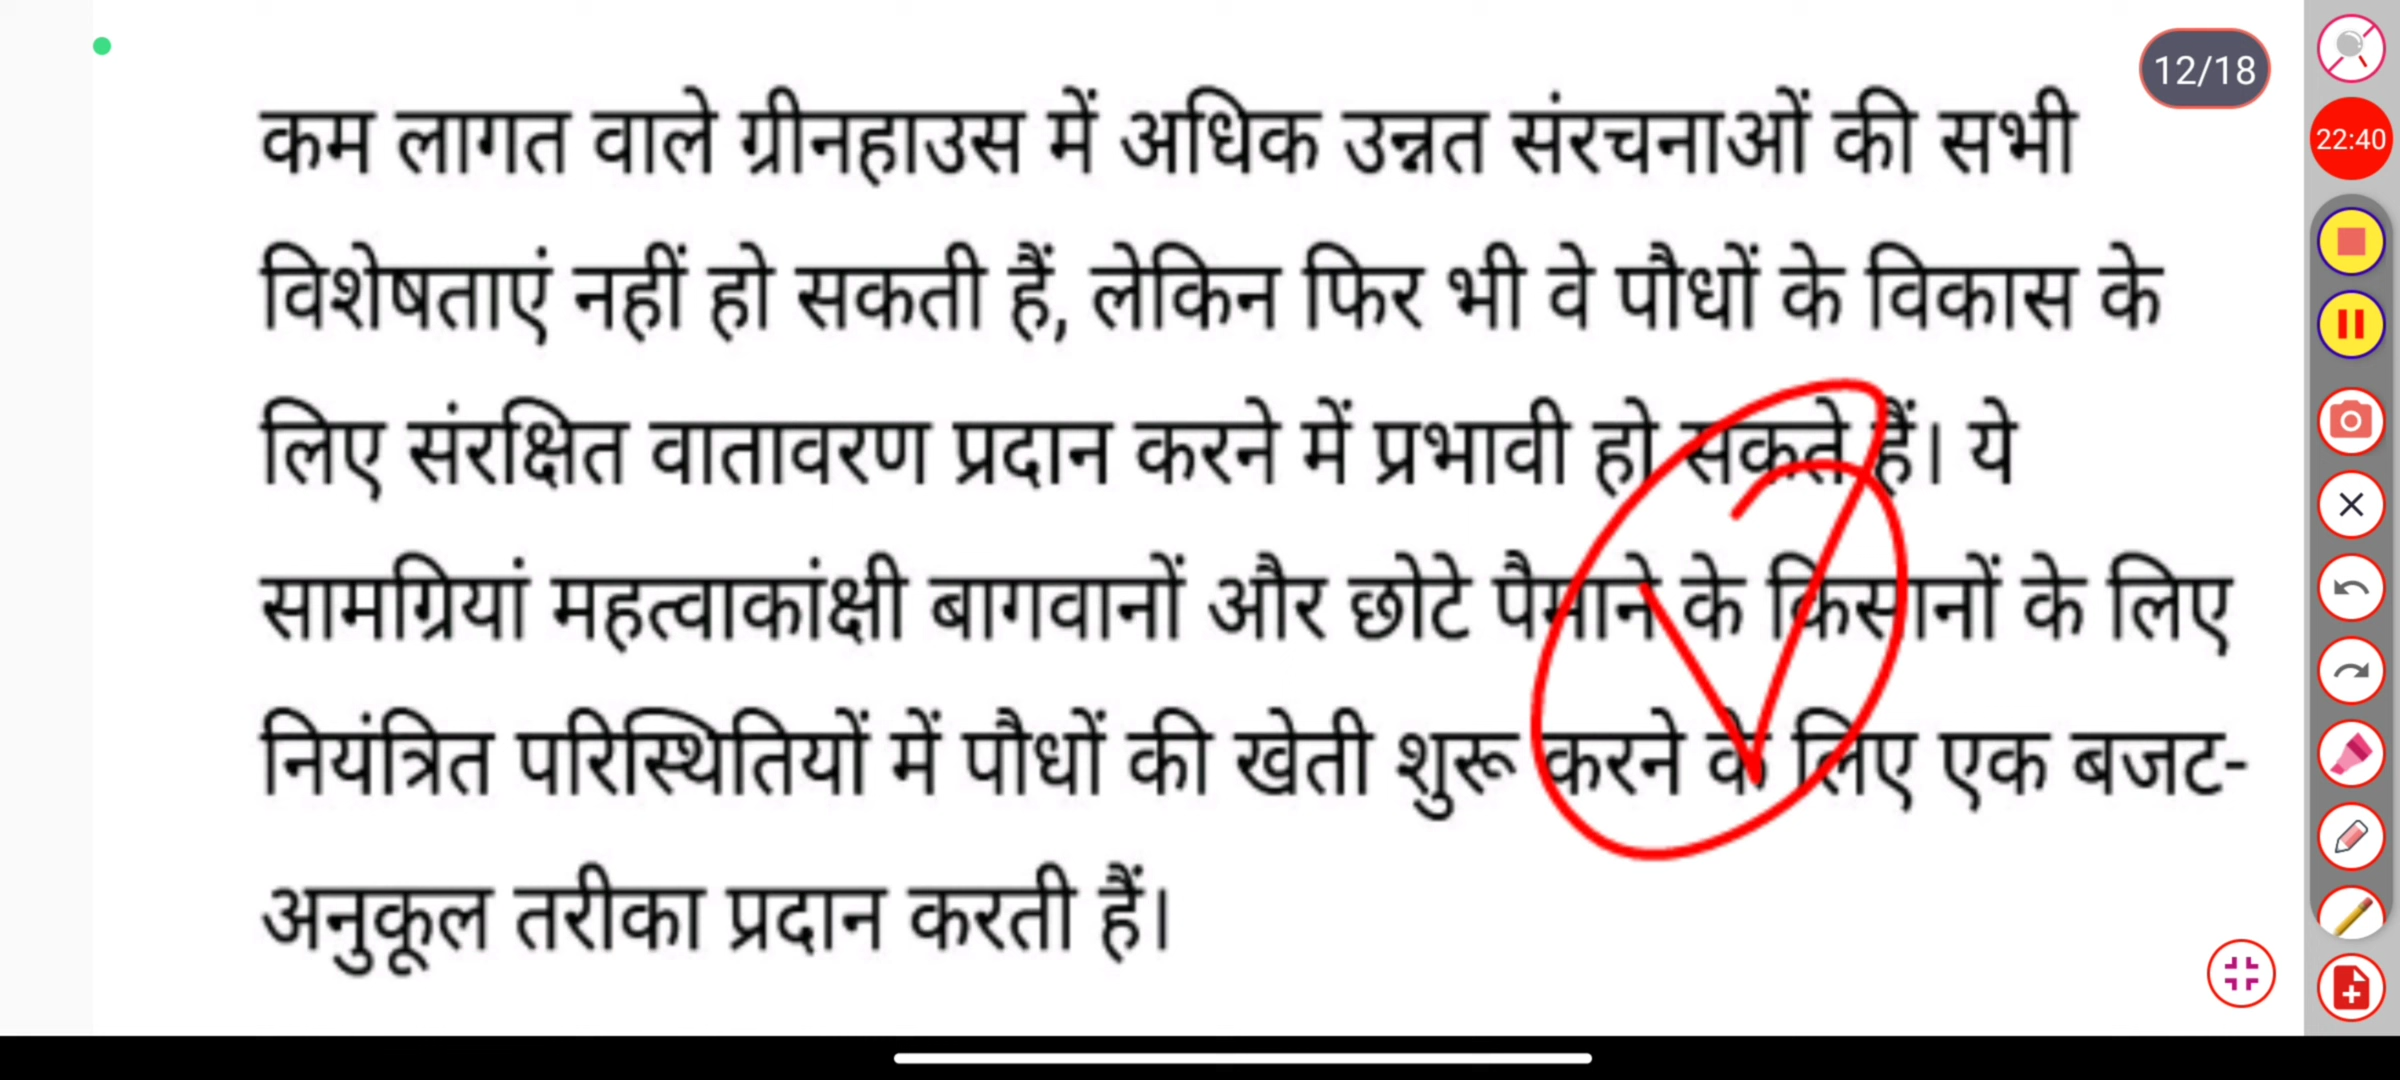 12/18
22:40
कम लागत वाले ग्रीनहाउस में अधिक उन्नत संरचनाओं की सभी
विशेषताएं नहीं हो सकती हैं, लेकिन फिर भी वे पौधों के विकास के
लिए संरक्षित वातावरण प्रदान करने में प्रभावी हो सकते हैं। ये
सामग्रियां महत्वाकांक्षी बागवानों और छोटे पैमाने के किसानों के लिए
नियंत्रित परिस्थितियों में पौधों की खेती शुरू करने के लिए एक बजट-
अनुकूल तरीका प्रदान करती हैं।